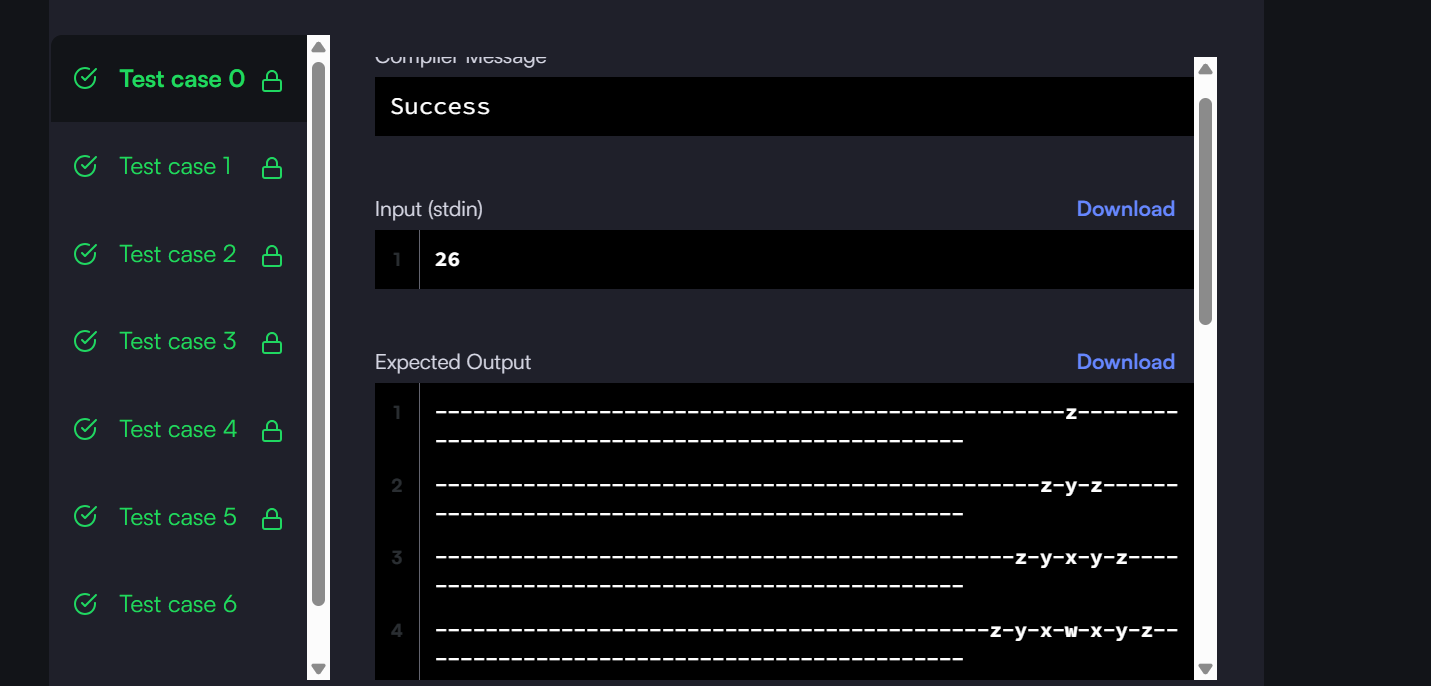 Compiler Message
Success
Test case 0
Test case 1
Test case 2
Test case 3
Test case 4
Test case 5
Test case 6
Input (stdin)
Download
1 26
Expected Output
Download
1 --------------------------------------------------z--------
------------------------------------------
2 ------------------------------------------------z-y-z------
------------------------------------------
3 ----------------------------------------------z-y-x-y-z----
------------------------------------------
4 --------------------------------------------z-y-x-w-x-y-z--
------------------------------------------